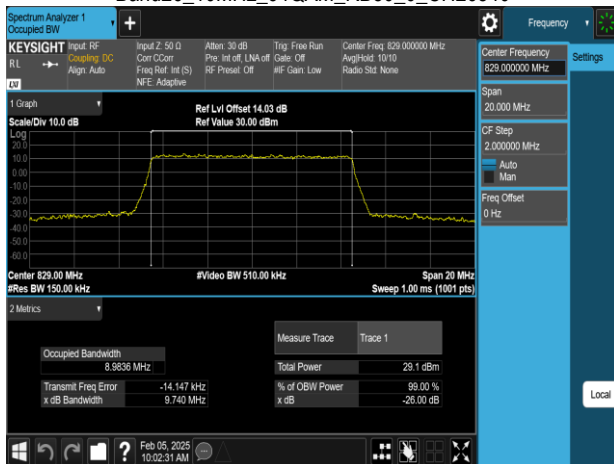 Spectrum Analyzer 1
Occupied BW
+
Frequency
KEYSIGHT
RL
LXI
Input: RF
Coupling: DC
Align: Auto
Input Z: 50 Ω
Corr CCorr
Freq Ref: Int (S)
NFE: Adaptive
Atten: 30 dB
Pre: Int off, LNA off
RF Presel: Off
Trig: Free Run
Gate: Off
#IF Gain: Low
Center Freq: 829.000000 MHz
Avg|Hold: 10/10
Radio Std: None
Center Frequency
829.000000 MHz
Settings
Span
20.000 MHz
CF Step
2.000000 MHz
Auto
Man
Freq Offset
0 Hz
Local
1 Graph
Scale/Div 10.0 dB
Ref Lvl Offset 14.03 dB
Ref Value 30.00 dBm
Log
20.0
10.0
0.00
-10.0
-20.0
-30.0
-40.0
-50.0
-60.0
Center 829.00 MHz
#Video BW 510.00 kHz
Span 20 MHz
#Res BW 150.00 kHz
Sweep 1.00 ms (1001 pts)
2 Metrics
Measure Trace Trace 1
Occupied Bandwidth
8.9836 MHz
Total Power 29.1 dBm
Transmit Freq Error -14.147 kHz
% of OBW Power 99.00 %
x dB Bandwidth 9.740 MHz
x dB -26.00 dB
?
Feb 05, 2025
10:02:31 AM